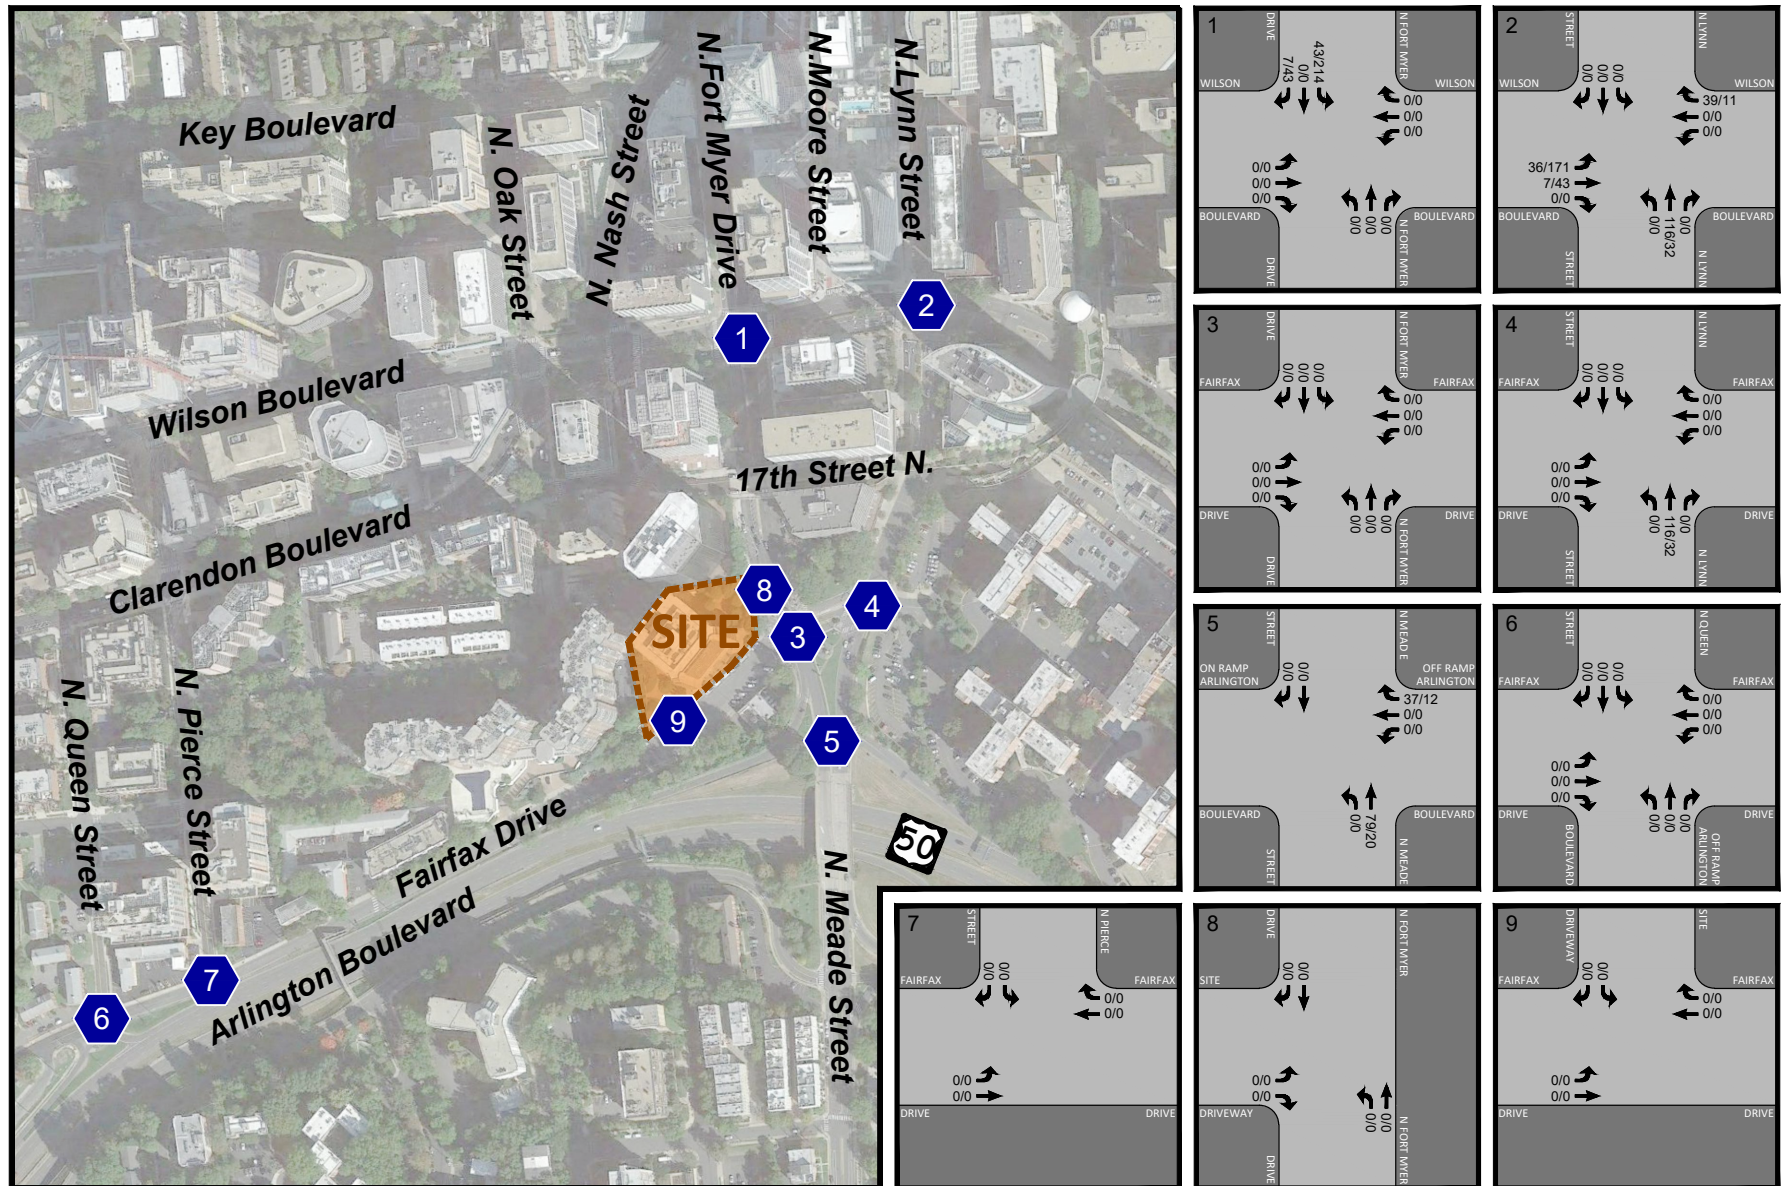 Key Boulevard
N. Oak Street
N. Nash Street
N.Fort Myer Drive
N.Moore Street
N.Lynn Street
Wilson Boulevard
Clarendon Boulevard
17th Street N.
N. Queen Street
N. Pierce Street
Fairfax Drive
Arlington Boulevard
N. Meade Street
SITE
50
1
2
3
4
5
6
7
8
9
1
DRIVE
N FORT MYER
WILSON
WILSON
7/43
0/0
43/214
0/0
0/0
0/0
0/0
0/0
0/0
0/0
0/0
0/0
BOULEVARD
BOULEVARD
DRIVE
N FORT MYER
2
STREET
N LYNN
WILSON
WILSON
0/0
0/0
0/0
39/11
0/0
0/0
36/171
7/43
0/0
0/0
116/32
0/0
BOULEVARD
BOULEVARD
STREET
N LYNN
3
DRIVE
N FORT MYER
FAIRFAX
FAIRFAX
0/0
0/0
0/0
0/0
0/0
0/0
0/0
0/0
0/0
0/0
0/0
0/0
DRIVE
DRIVE
DRIVE
N FORT MYER
4
STREET
N LYNN
FAIRFAX
FAIRFAX
0/0
0/0
0/0
0/0
0/0
0/0
0/0
0/0
0/0
0/0
116/32
0/0
DRIVE
DRIVE
STREET
N LYNN
5
STREET
N MEADE
ON RAMP
ARLINGTON
OFF RAMP
ARLINGTON
0/0
0/0
37/12
0/0
0/0
0/0
79/20
BOULEVARD
BOULEVARD
STREET
N MEADE
6
STREET
N QUEEN
FAIRFAX
FAIRFAX
0/0
0/0
0/0
0/0
0/0
0/0
0/0
0/0
0/0
0/0
0/0
0/0
DRIVE
DRIVE
BOULEVARD
OFF RAMP
ARLINGTON
7
STREET
N PIERCE
FAIRFAX
FAIRFAX
0/0
0/0
0/0
0/0
0/0
0/0
DRIVE
DRIVE
8
DRIVE
N FORT MYER
SITE
0/0
0/0
0/0
0/0
0/0
0/0
DRIVEWAY
DRIVE
N FORT MYER
9
DRIVEWAY
SITE
FAIRFAX
FAIRFAX
0/0
0/0
0/0
0/0
0/0
0/0
DRIVE
DRIVE